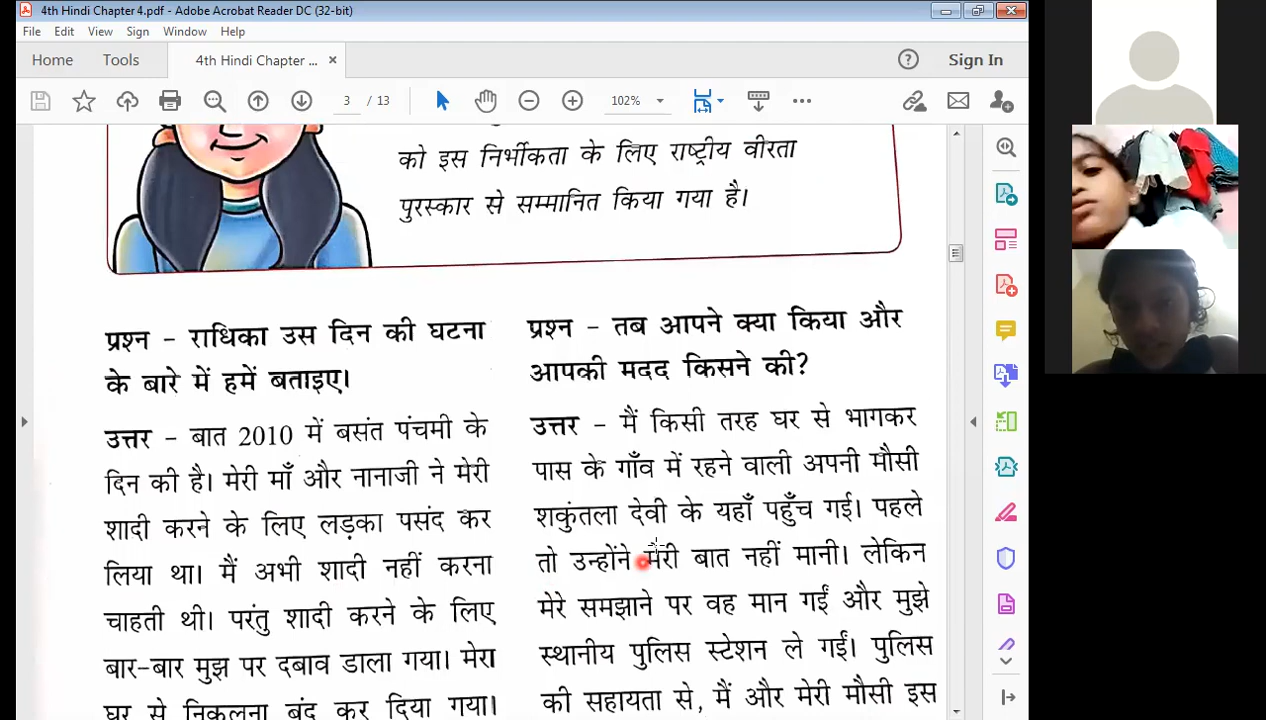 4th Hindi Chapter 4.pdf - Adobe Acrobat Reader DC (32-bit)
File Edit View Sign Window Help
Home Tools 4th Hindi Chapter ... × Sign In
3 / 13 102%
को इस निर्भीकता के लिए राष्ट्रीय वीरता
पुरस्कार से सम्मानित किया गया है।
प्रश्न - राधिका उस दिन की घटना
के बारे में हमें बताइए।
उत्तर - बात 2010 में बसंत पंचमी के
दिन की है। मेरी माँ और नानाजी ने मेरी
शादी करने के लिए लड़का पसंद कर
लिया था। मैं अभी शादी नहीं करना
चाहती थी। परंतु शादी करने के लिए
बार-बार मुझ पर दबाव डाला गया। मेरा
घर से निकलना बंद कर दिया गया।
प्रश्न - तब आपने क्या किया और
आपकी मदद किसने की?
उत्तर - मैं किसी तरह घर से भागकर
पास के गाँव में रहने वाली अपनी मौसी
शकुंतला देवी के यहाँ पहुँच गई। पहले
तो उन्होंने मेरी बात नहीं मानी। लेकिन
मेरे समझाने पर वह मान गईं और मुझे
स्थानीय पुलिस स्टेशन ले गईं। पुलिस
की सहायता से, मैं और मेरी मौसी इस